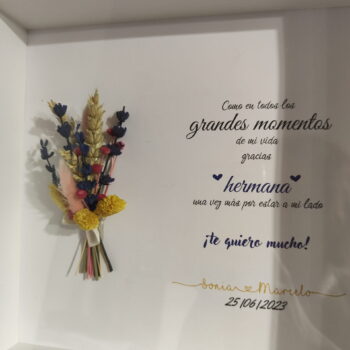 Como en todos los
grandes momentos
de mi vida
gracias
hermana
una vez más por estar a mi lado
¡te quiero mucho!
Sonia & Marcelo
25/06/2023